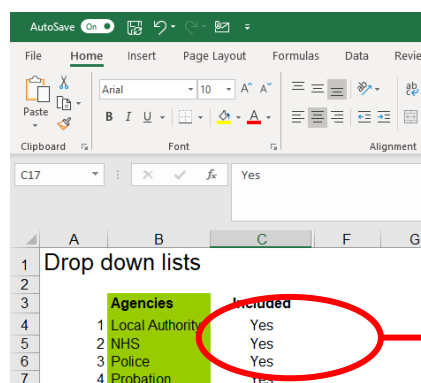 AutoSave On
File Home Insert Page Layout Formulas Data Revie
Paste Arial 10 A A ab
B I U A
Clipboard Font Alignment
C17 fx Yes
A B C F G
1 Drop down lists
2
3 Agencies Included
4 1 Local Authority Yes
5 2 NHS Yes
6 3 Police Yes
7 4 Probation Yes